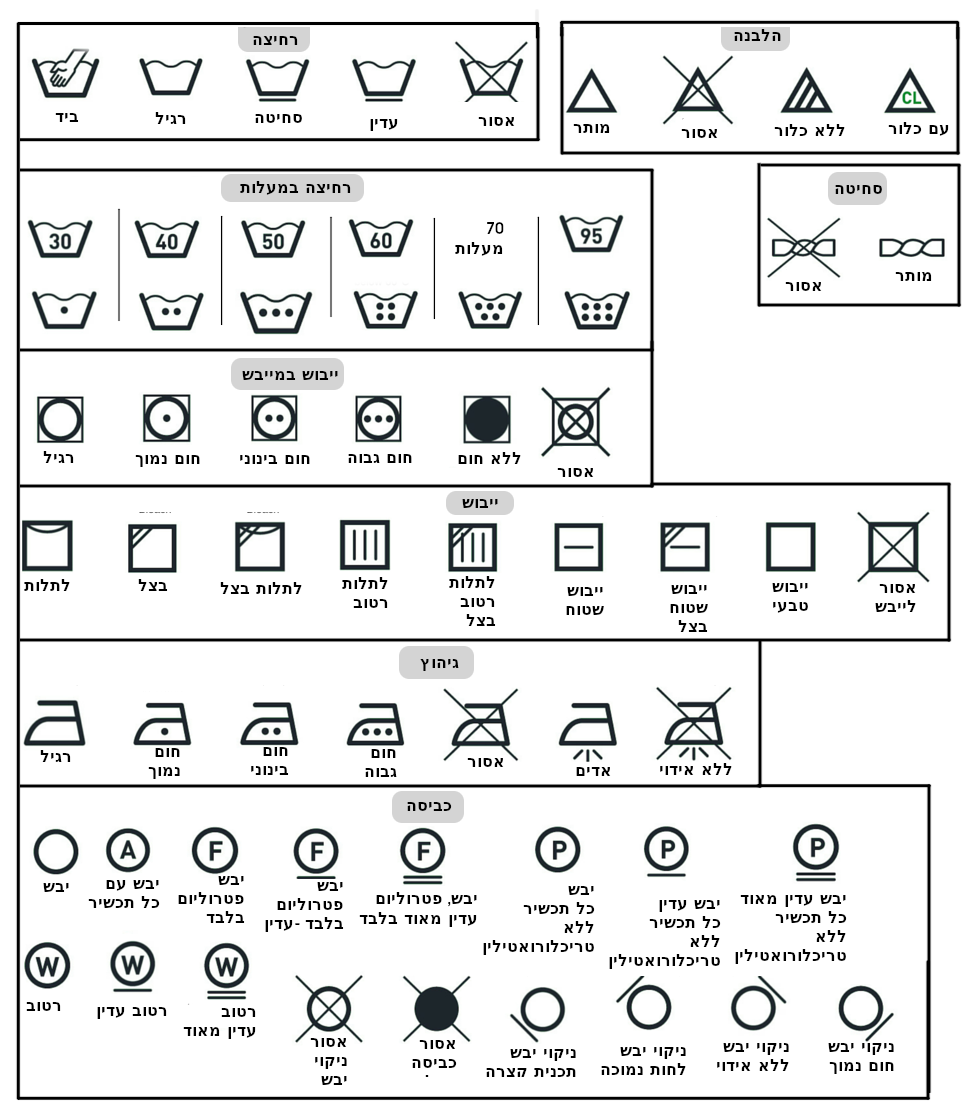 רחיצה
ביד
רגיל
סחיטה
עדין
אסור
הלבנה
מותר
אסור
ללא כלור
CL
עם כלור
סחיטה
אסור
מותר
רחיצה במעלות
30
40
50
60
70
מעלות
95
ייבוש במייבש
רגיל
חום נמוך
חום בינוני
חום גבוה
ללא חום
אסור
ייבוש
לתלות
בצל
לתלות בצל
לתלות
רטוב
לתלות
רטוב
בצל
ייבוש
שטוח
ייבוש
שטוח
בצל
ייבוש
טבעי
אסור
לייבש
גיהוץ
רגיל
חום
נמוך
חום
בינוני
חום
גבוה
אסור
אדים
ללא אידוי
כביסה
יבש
A
יבש עם
כל תכשיר
F
יבש
פטרוליום
בלבד
F
יבש
פטרוליום
בלבד -עדין
F
יבש, פטרוליום
עדין מאוד בלבד
P
יבש
כל תכשיר
ללא
טריכלורואטילין
P
יבש עדין
כל תכשיר
ללא
טריכלורואטילין
P
יבש עדין מאוד
כל תכשיר
ללא
טריכלורואטילין
W
רטוב
W
רטוב עדין
W
רטוב
עדין מאוד
אסור
ניקוי
יבש
אסור
כביסה
ניקוי יבש
תכנית קצרה
ניקוי יבש
לחות נמוכה
ניקוי יבש
ללא אידוי
ניקוי יבש
חום נמוך